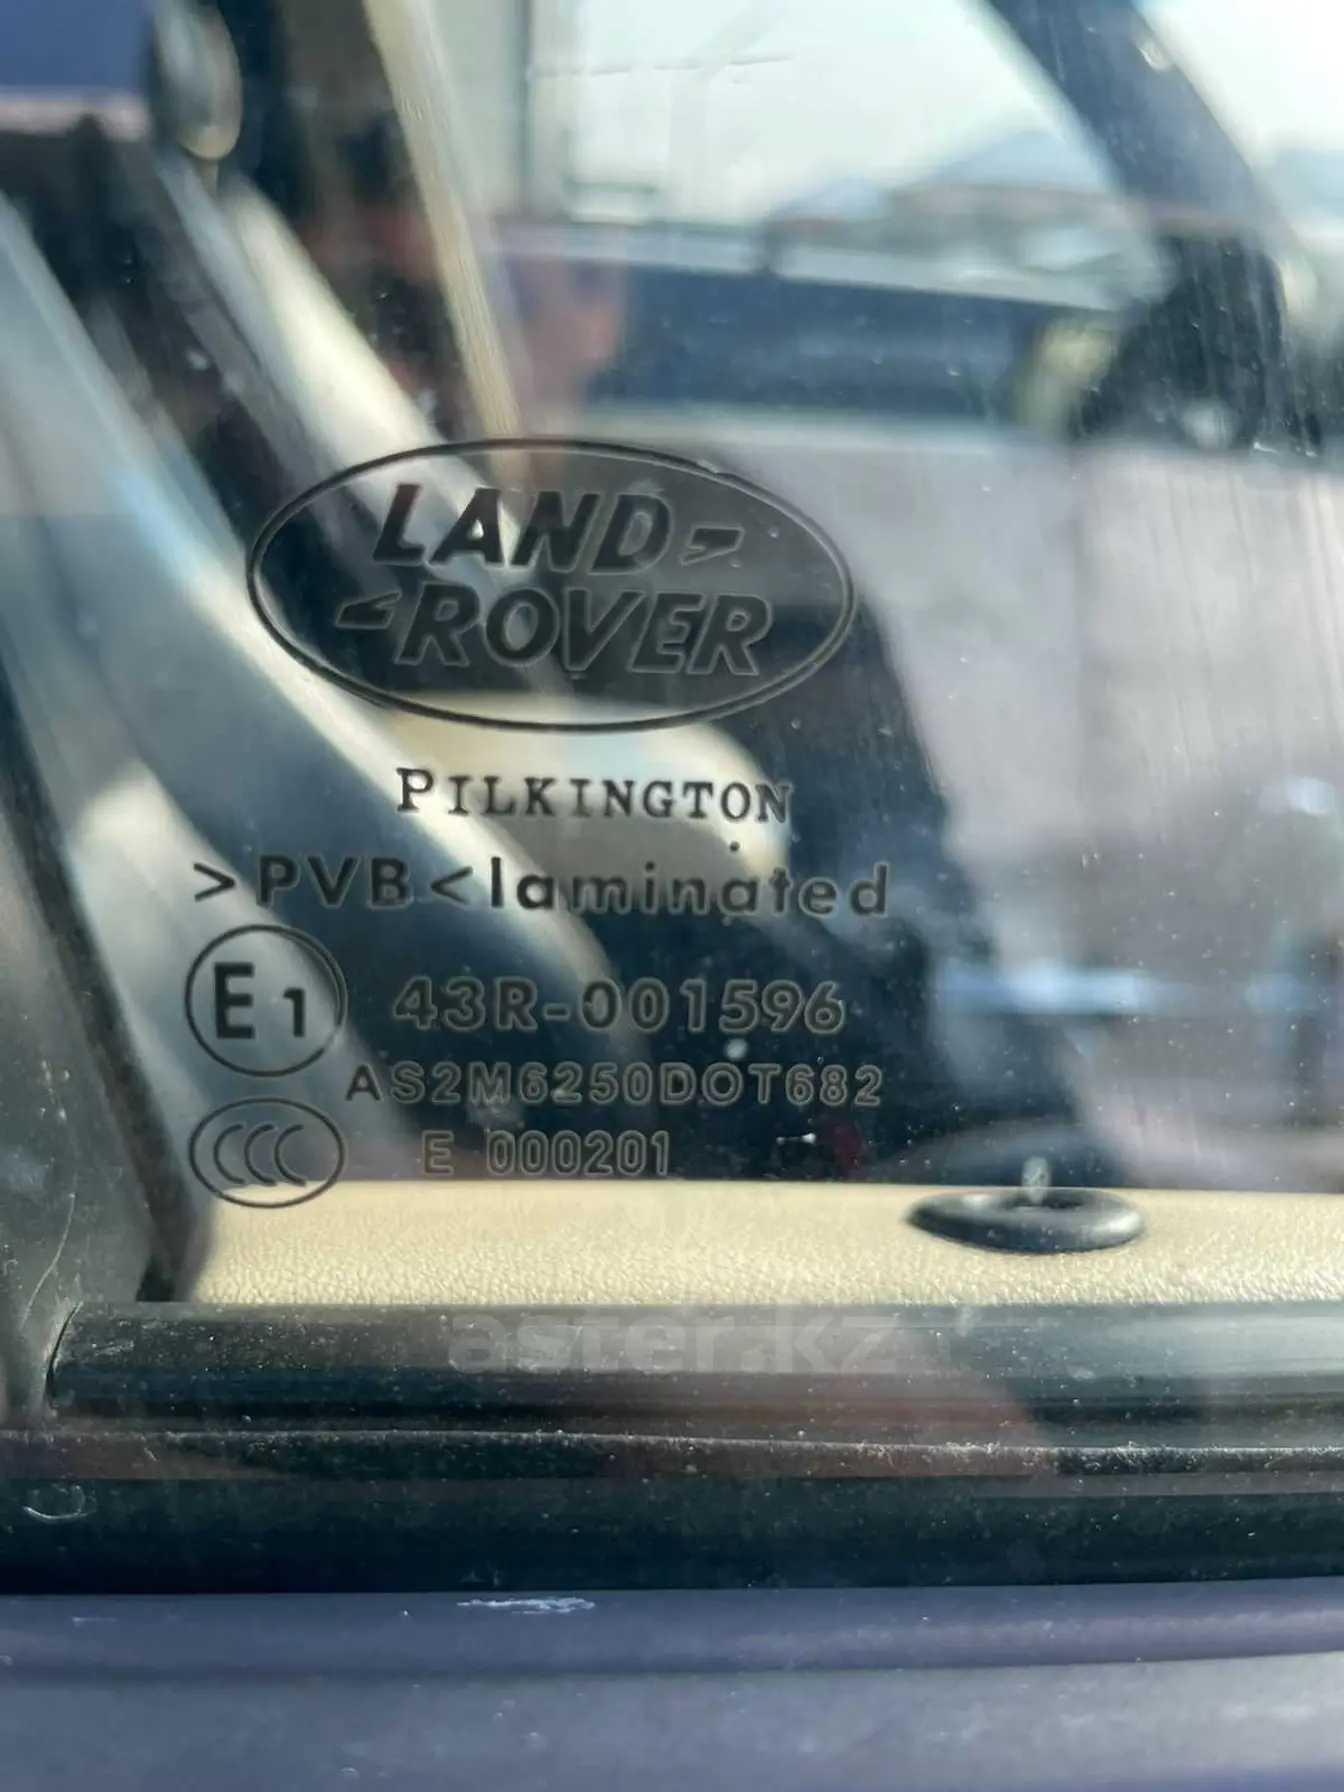 LAND-
-ROVER
PILKINGTON
>PVB<laminated
E1 43R-001596
AS2M6250DOT682
CCC E 000201
aster.kz